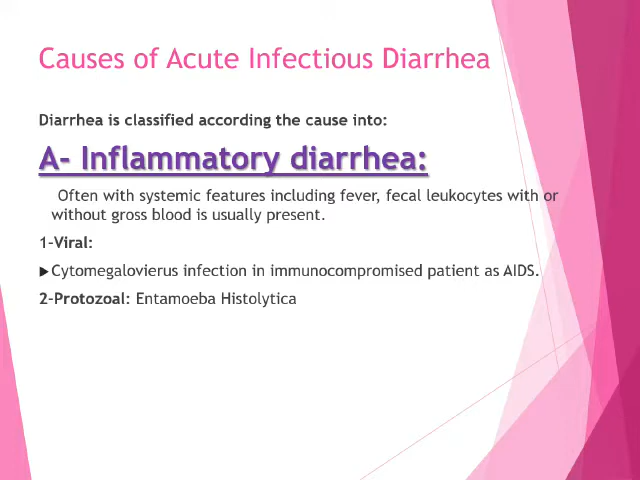 Causes of Acute Infectious Diarrhea
Diarrhea is classified according the cause into:
A- Inflammatory diarrhea:
Often with systemic features including fever, fecal leukocytes with or
without gross blood is usually present.
1-Viral:
Cytomegalovierus infection in immunocompromised patient as AIDS.
2-Protozoal: Entamoeba Histolytica